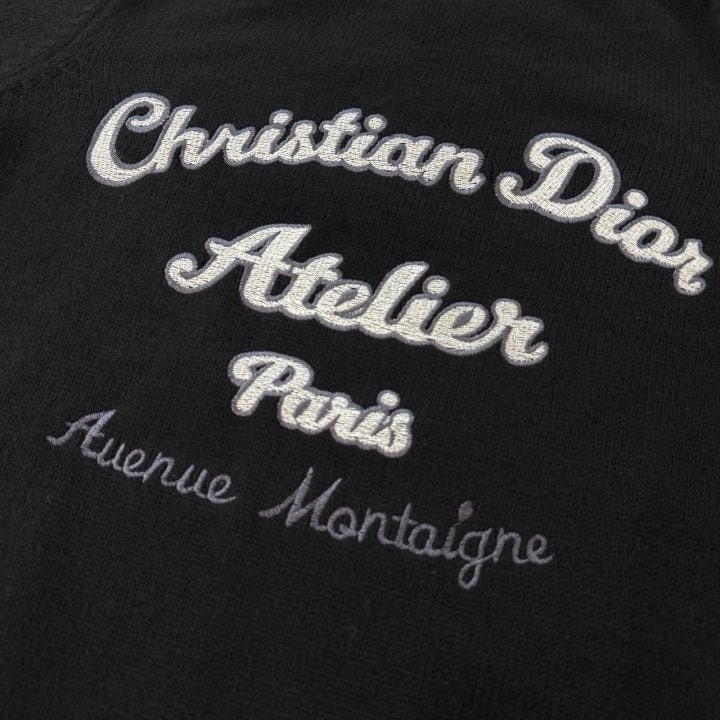 Christian Dior
Atelier
Paris
Avenue Montaigne